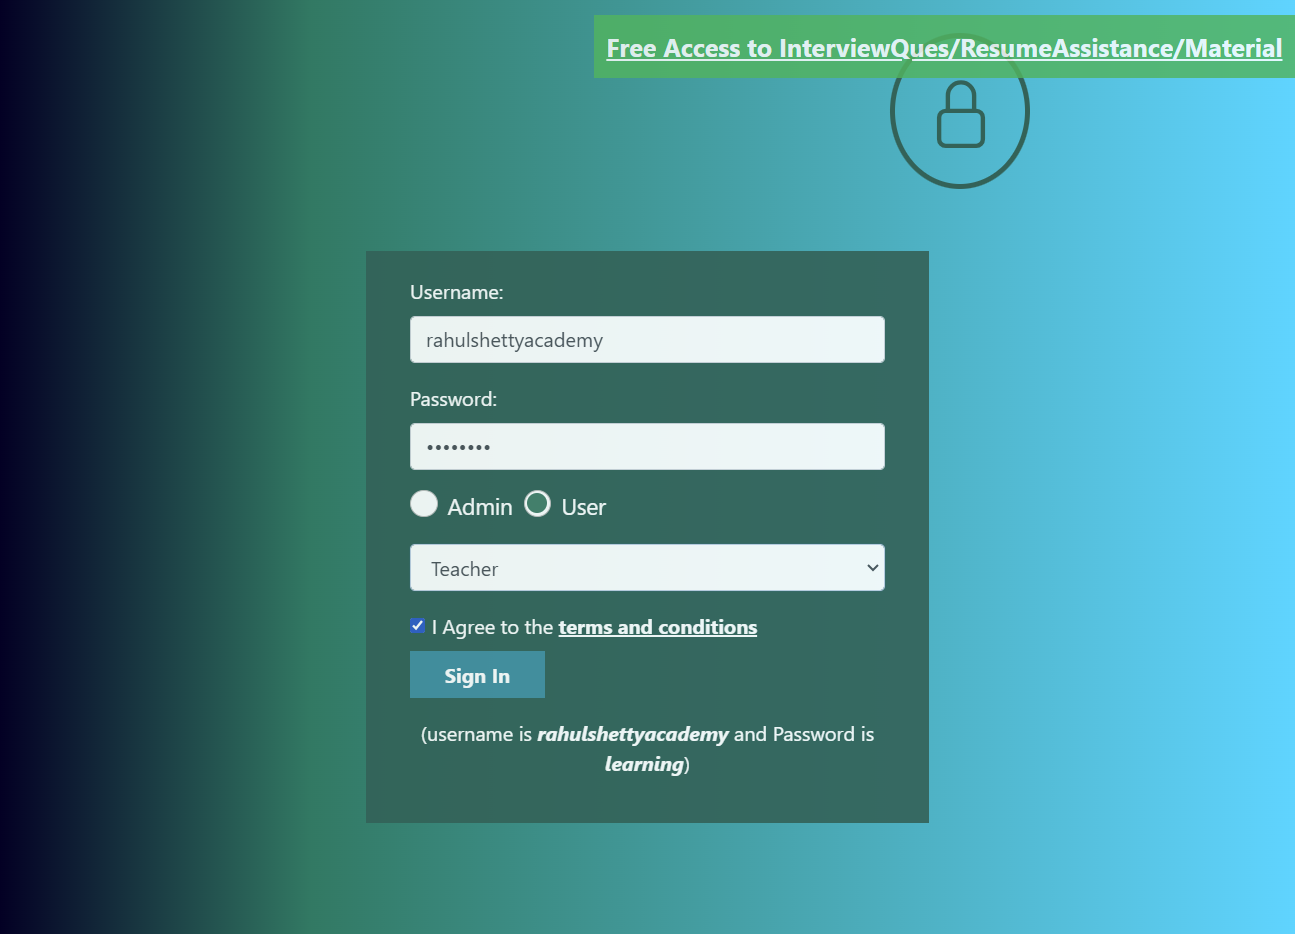 Free Access to InterviewQues/ResumeAssistance/Material
Username:
rahulshettyacademy
Password:
••••••••
Admin User
Teacher
I Agree to the terms and conditions
Sign In
(username is rahulshettyacademy and Password is
learning)